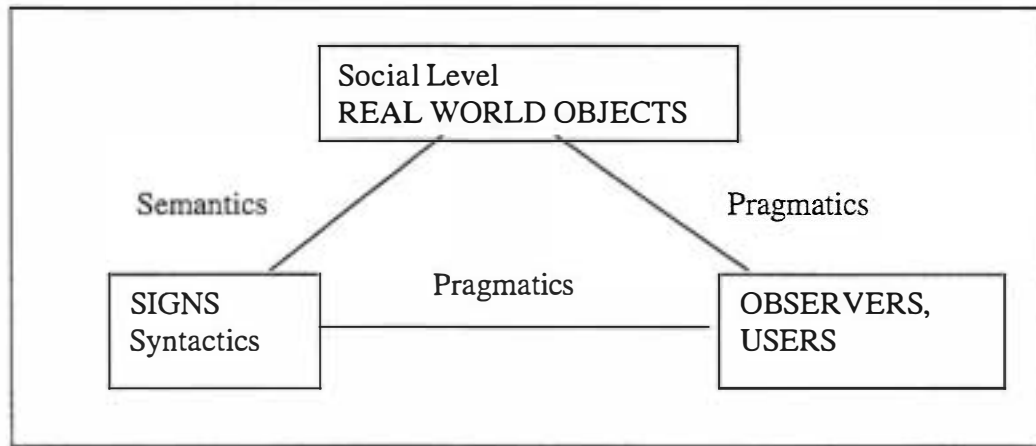 Social Level
REAL WORLD OBJECTS
Semantics
Pragmatics
Pragmatics
SIGNS
Syntactics
OBSERVERS,
USERS